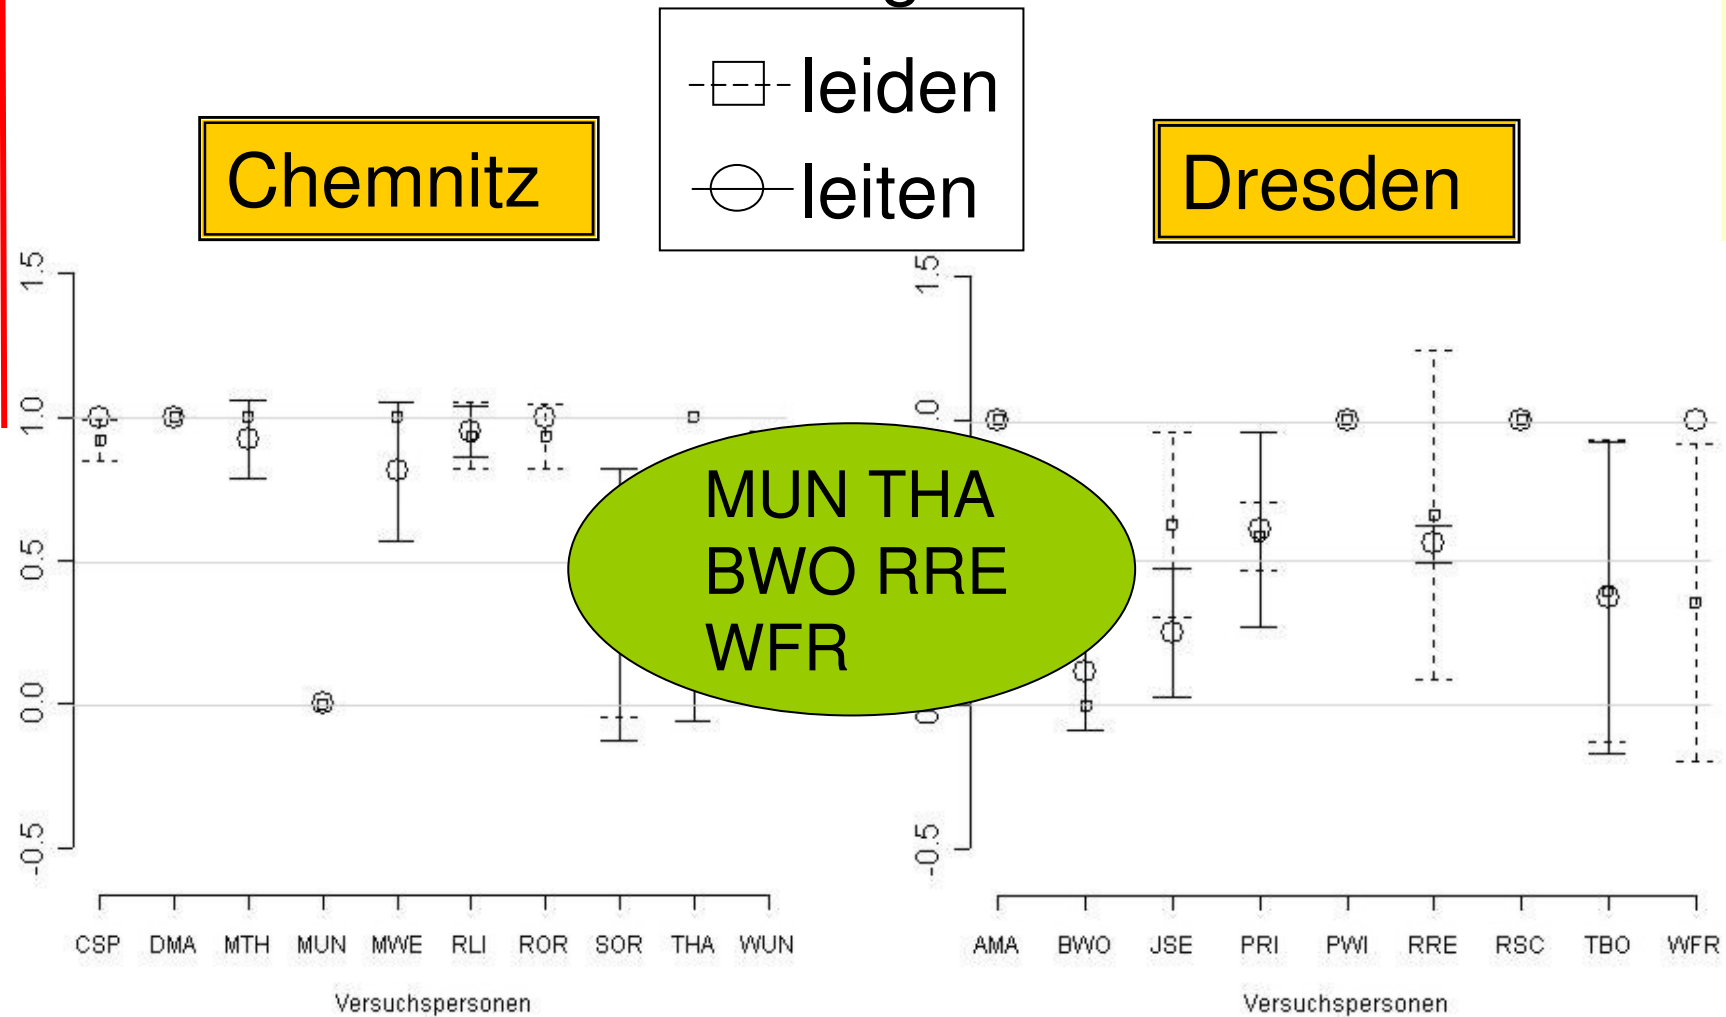 leiden
leiten
Chemnitz
Dresden
1.5
1.0
0.5
0.0
-0.5
CSP DMA MTH MUN MWE RLI ROR SOR THA WUN
Versuchspersonen
MUN THA
BWO RRE
WFR
1.5
.0
0
-0.5
AMA BWO JSE PRI PWI RRE RSC TBO WFR
Versuchspersonen